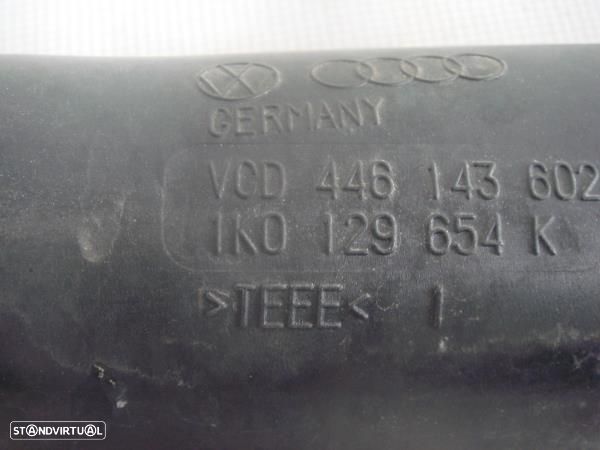 GERMANY
VCD 446 143 602
1K0 129 654 K
>TEEE< 1
STANDVIRTUAL